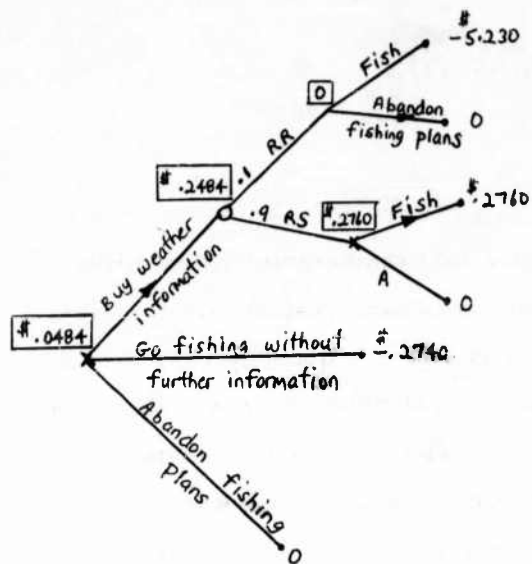 $
-5.230
Fish
0
Abandon
fishing plans
0
RR
$ .2484
.1
.9 RS
$.2760
Fish
$
.2760
A
0
Buy weather
information
$ .0484
Go fishing without
further information
$
-.2740
Abandon fishing
plans
0